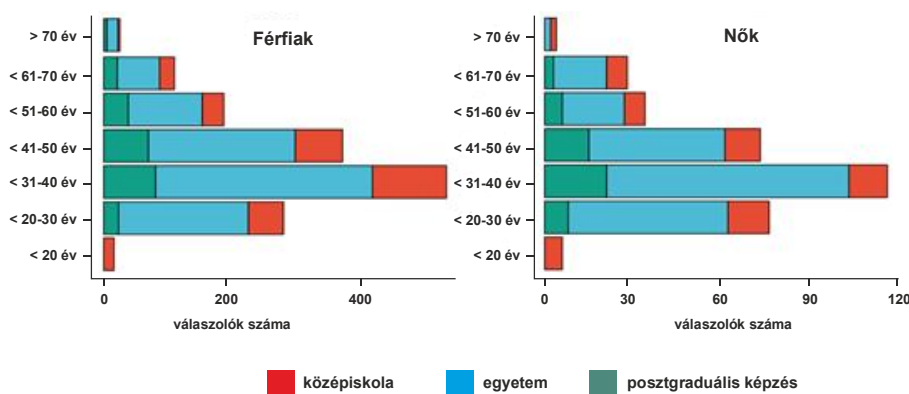 Férfiak
> 70 év
< 61-70 év
< 51-60 év
< 41-50 év
< 31-40 év
< 20-30 év
< 20 év
0 200 400
válaszolók száma
Nők
> 70 év
< 61-70 év
< 51-60 év
< 41-50 év
< 31-40 év
< 20-30 év
< 20 év
0 30 60 90 120
válaszolók száma
középiskola egyetem posztgraduális képzés